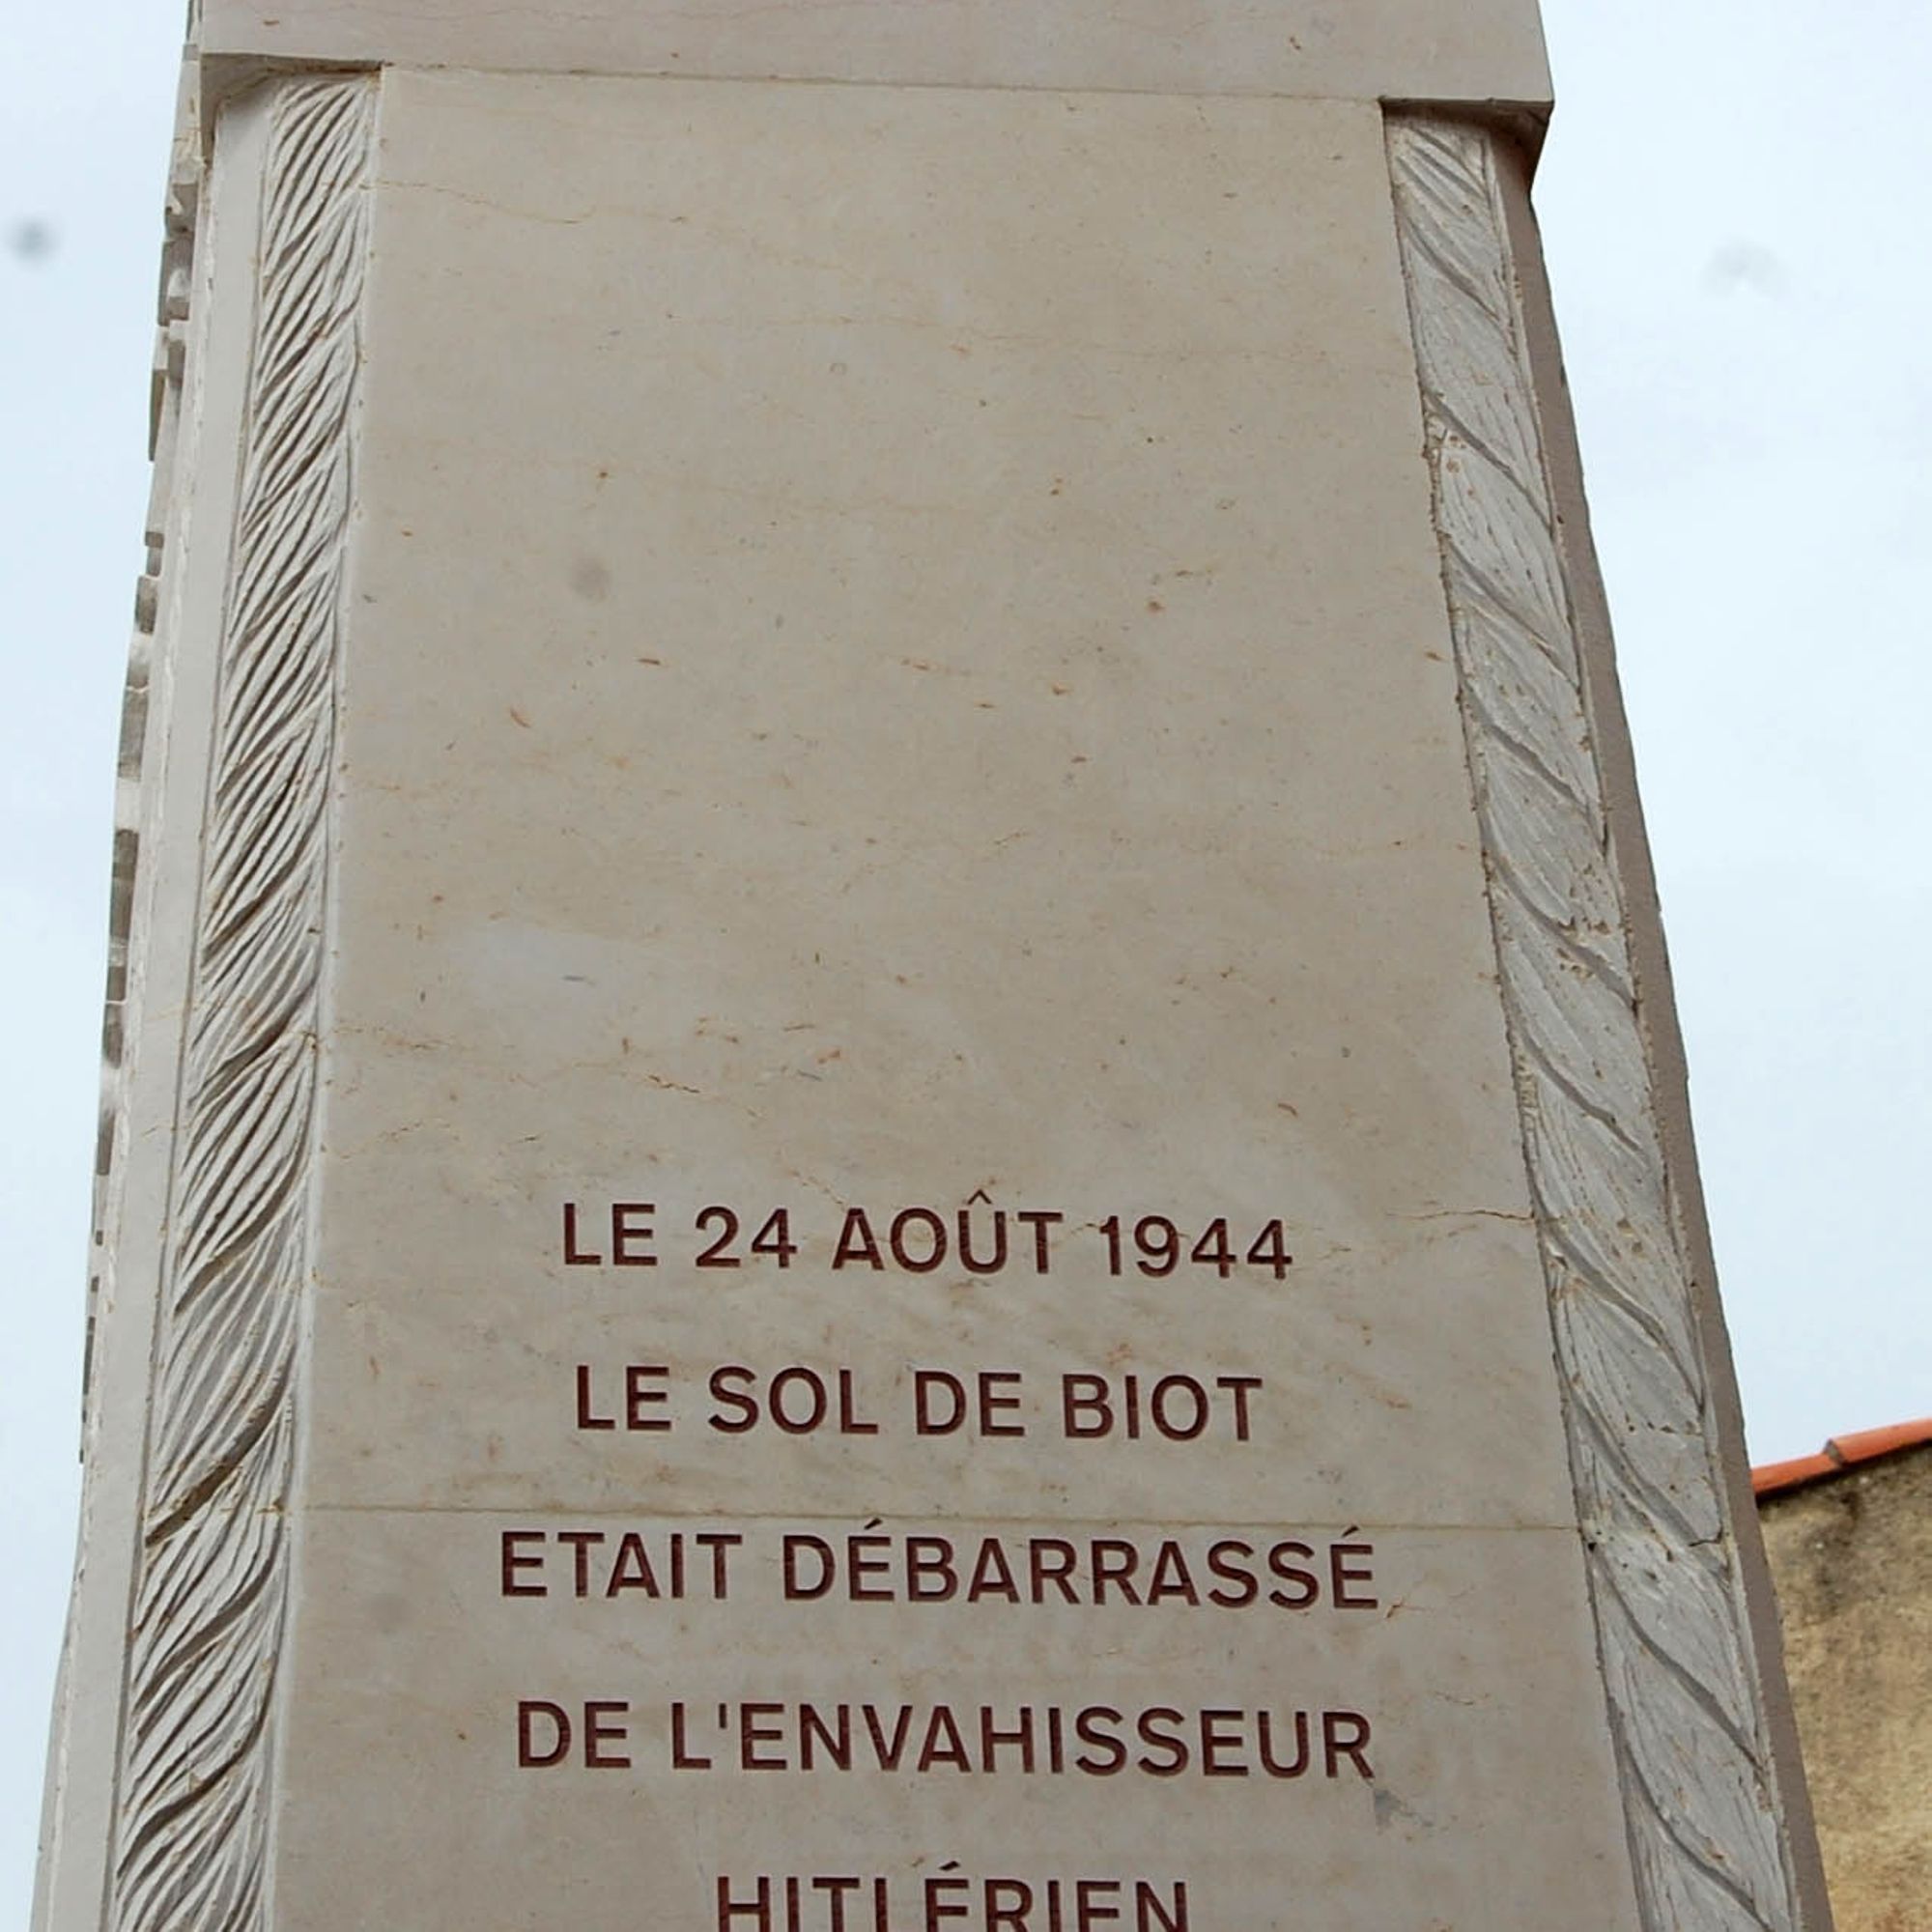 LE 24 AOÛT 1944
LE SOL DE BIOT
ETAIT DÉBARRASSÉ
DE L'ENVAHISSEUR
HITLÉRIEN